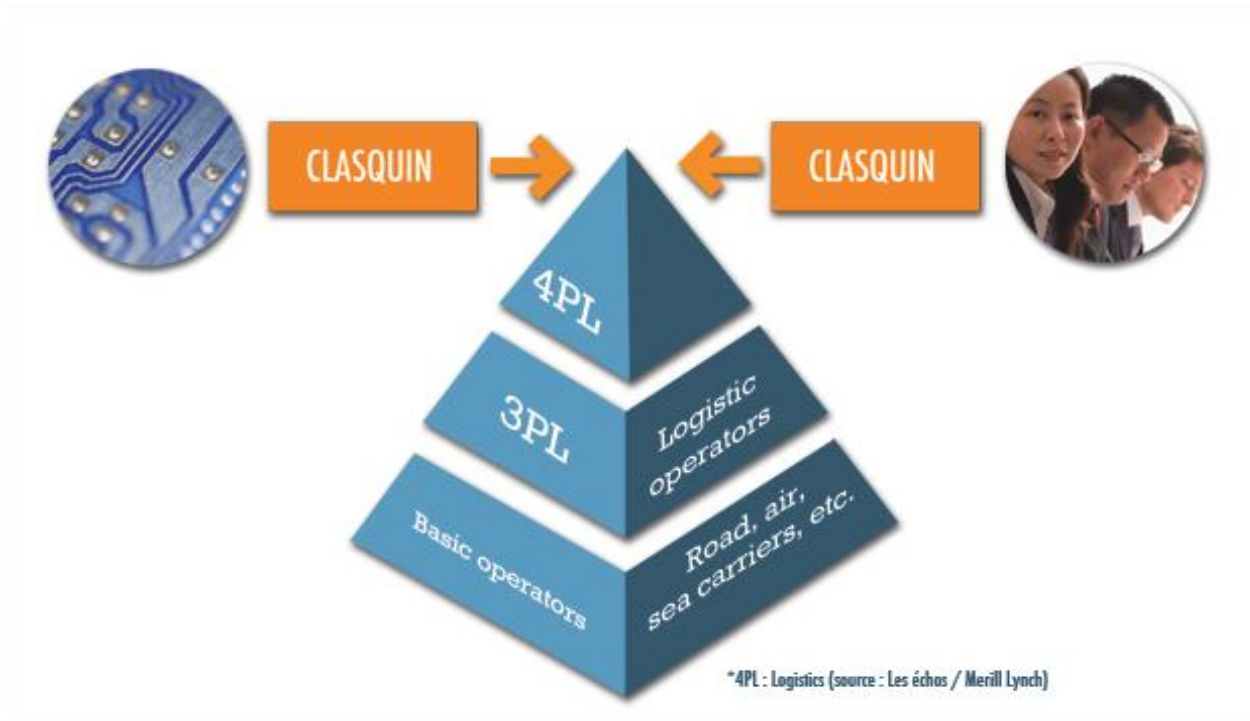 CLASQUIN
CLASQUIN
4PL
3PL
Logistic
operators
Basic operators
Road, air,
sea carriers, etc.
*4PL : Logistics (source : Les échos / Merill Lynch)